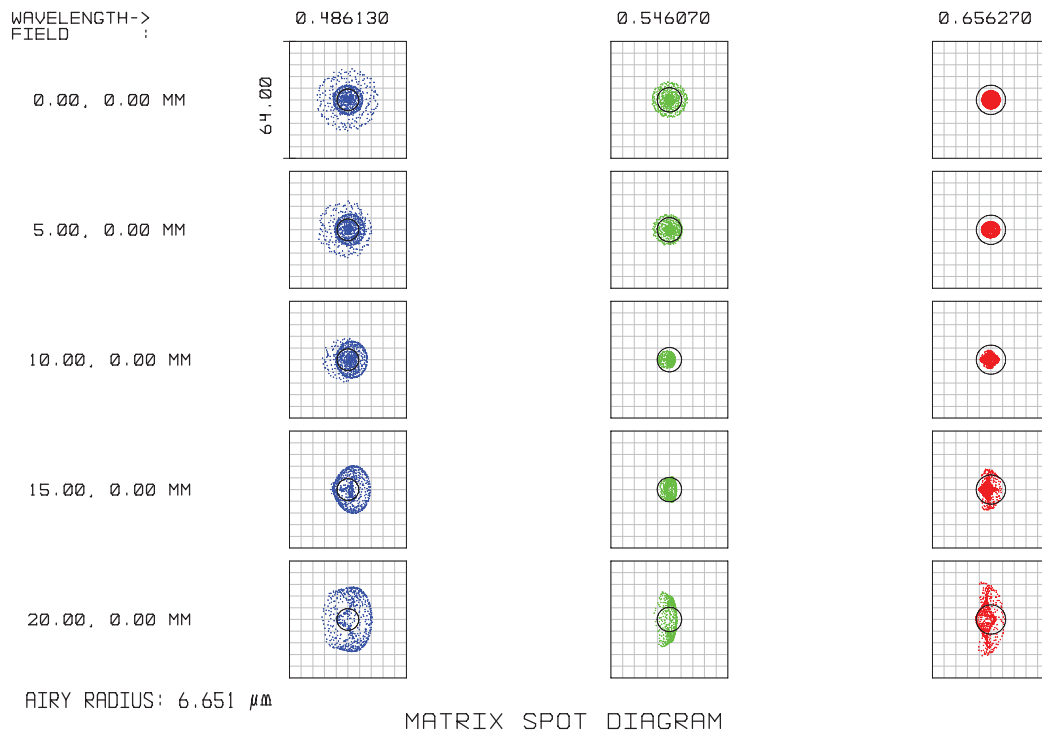 WAVELENGTH-> 0.486130 0.546070 0.656270
FIELD :
0.00, 0.00 MM
64.00
5.00, 0.00 MM
10.00, 0.00 MM
15.00, 0.00 MM
20.00, 0.00 MM
AIRY RADIUS: 6.651 µm
MATRIX SPOT DIAGRAM